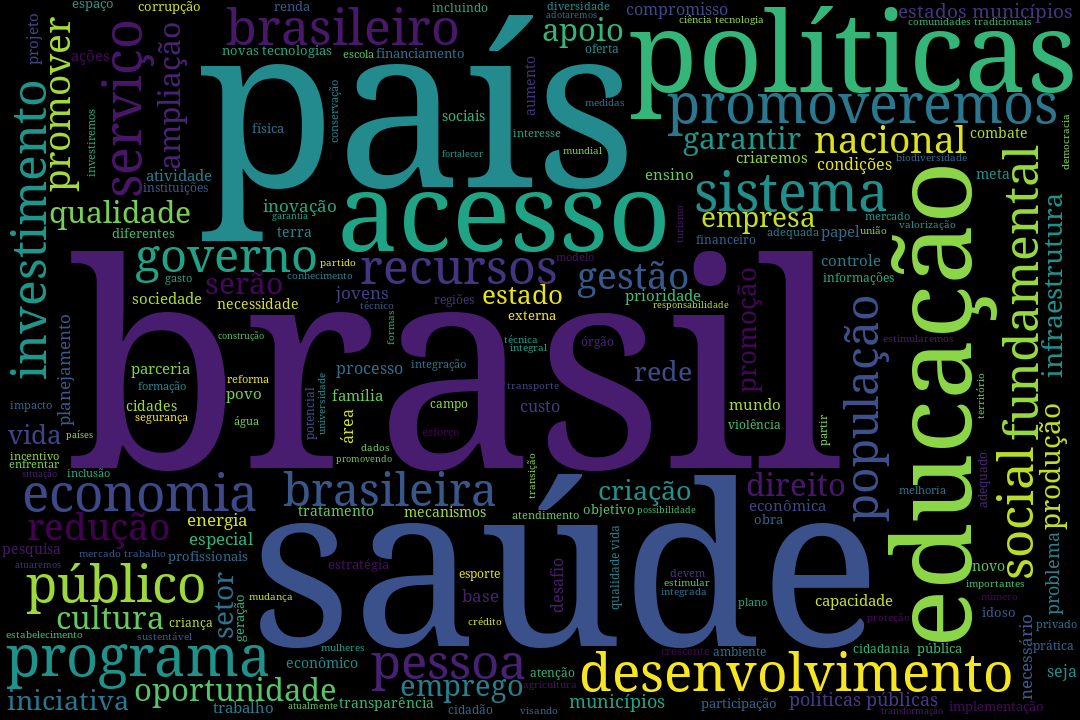 espaço
corrupção
renda
incluindo
diversidade
adotaremos
compromisso
ciência tecnologia
estados municípios
comunidades tradicionais
projeto
promover
ações
serviço
ampliação
brasileiro
novas tecnologias
escola
financiamento
apoio
oferta
políticas
país
aumento
medidas
conservação
sociais
física
interesse
fortalecer
mundial
promoveremos
garantir
nacional
combate
criaremos
condições
biodiversidade
democracia
investimento
investiremos
atividade
instituições
ensino
meta
qualidade
diferentes
inovação
garantia
terra
acesso
turismo
sistema
empresa
mercado
valorização
adequada
papel
união
financeiro
educação
fundamental
infraestrutura
governo
gasto
partido
conhecimento
recursos
modelo
gestão
controle
informações
serão
sociedade
necessidade
jovens
técnico
regiões
estado
externa
prioridade
responsabilidade
promoção
população
estimularemos
planejamento
construção
formas
técnica
integral
órgão
brasil
parceria
formação
reforma
povo
processo
integração
rede
transporte
custo
família
potencial
universidade
área
campo
esforço
mundo
violência
partir
território
impacto
cidades
segurança
água
vida
países
incentivo
enfrentar
situação
inclusão
dados
promovendo
transição
social
produção
economia
brasileira
tratamento
mecanismos
atendimento
criação
objetivo
possibilidade
direito
econômica
obra
melhoria
adequado
redução
energia
especial
pesquisa
mercado trabalho
profissionais
atuaremos
estratégia
saúde
esporte
base
crédito
desafio
qualidade vida
devem
estimular
integrada
plano
capacidade
proteção
novo
importantes
número
idoso
problema
privado
prática
público
cultura
criança
setor
geração
mudança
estabelecimento
sustentável
mulheres
programa
econômico
pessoa
atenção
agricultura
crescente
ambiente
cidadania
pública
necessário
seja
desenvolvimento
iniciativa
oportunidade
trabalho
atualmente
transparência
emprego
cidadão
visando
municípios
participação
políticas públicas
transformação
implementação